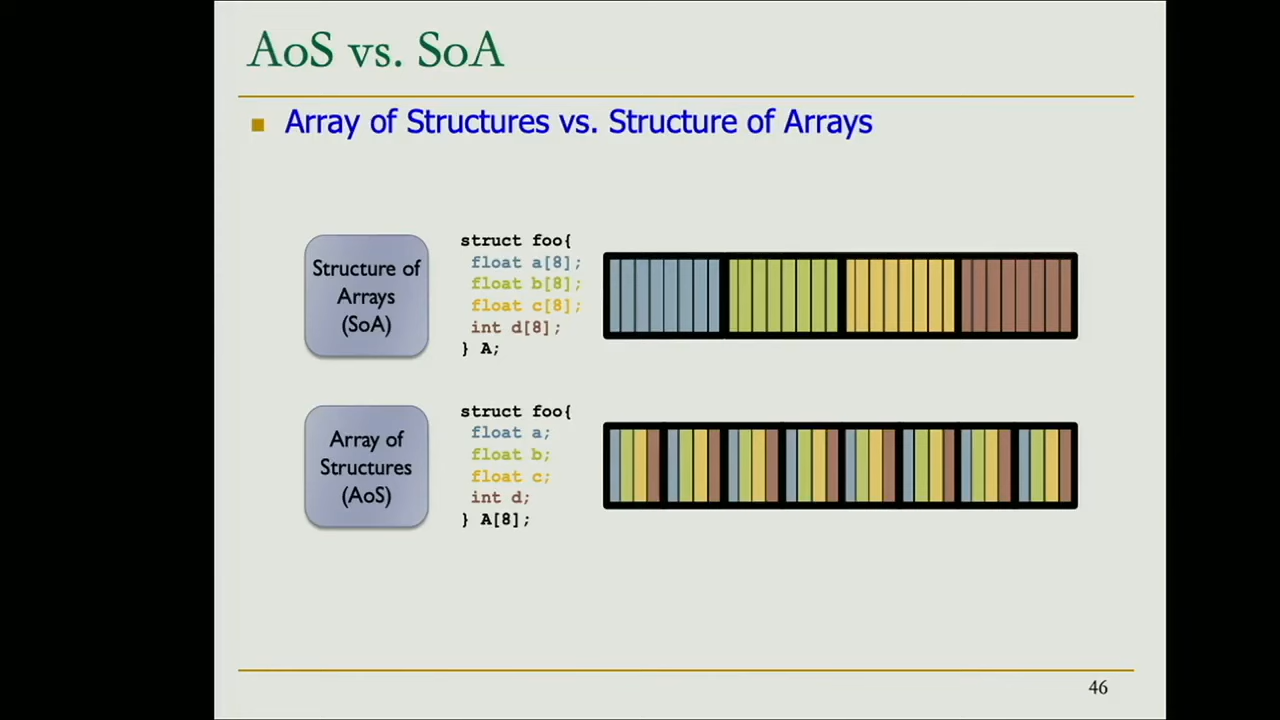 AoS vs. SoA
Array of Structures vs. Structure of Arrays
Structure of
Arrays
(SoA)
struct foo{
float a[8];
float b[8];
float c[8];
int d[8];
} A;
Array of
Structures
(AoS)
struct foo{
float a;
float b;
float c;
int d;
} A[8];
46